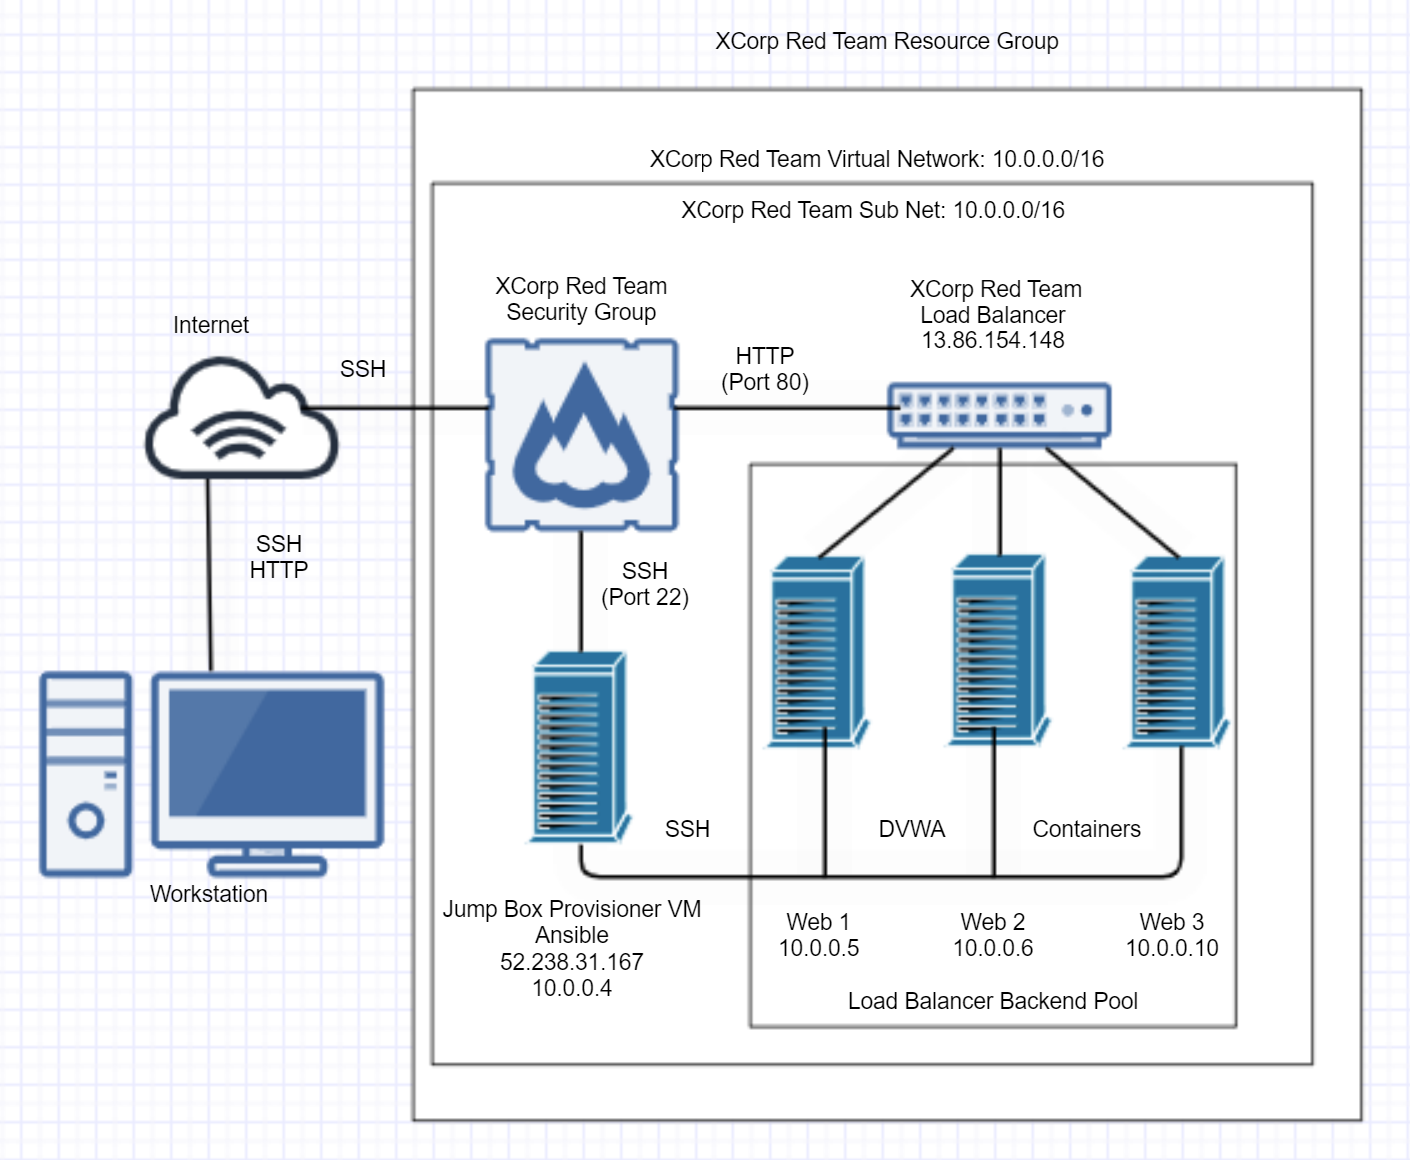 XCorp Red Team Resource Group
XCorp Red Team Virtual Network: 10.0.0.0/16
XCorp Red Team Sub Net: 10.0.0.0/16
XCorp Red Team
Security Group
XCorp Red Team
Load Balancer
13.86.154.148
Internet
SSH
HTTP
(Port 80)
SSH
HTTP
SSH
(Port 22)
SSH
DVWA
Containers
Workstation
Jump Box Provisioner VM
Ansible
52.238.31.167
10.0.0.4
Web 1
10.0.0.5
Web 2
10.0.0.6
Web 3
10.0.0.10
Load Balancer Backend Pool